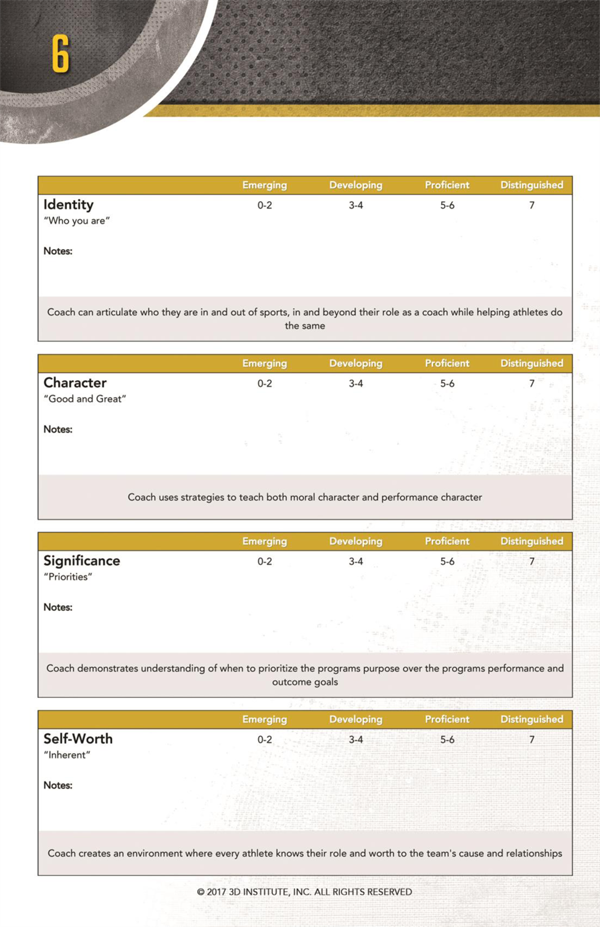 6
Emerging Developing Proficient Distinguished
Identity 0-2 3-4 5-6 7
“Who you are”
Notes:
Coach can articulate who they are in and out of sports, in and beyond their role as a coach while helping athletes do
the same
Emerging Developing Proficient Distinguished
Character 0-2 3-4 5-6 7
“Good and Great”
Notes:
Coach uses strategies to teach both moral character and performance character
Emerging Developing Proficient Distinguished
Significance 0-2 3-4 5-6 7
“Priorities”
Notes:
Coach demonstrates understanding of when to prioritize the programs purpose over the programs performance and
outcome goals
Emerging Developing Proficient Distinguished
Self-Worth 0-2 3-4 5-6 7
“Inherent”
Notes:
Coach creates an environment where every athlete knows their role and worth to the team's cause and relationships
© 2017 3D INSTITUTE, INC. ALL RIGHTS RESERVED